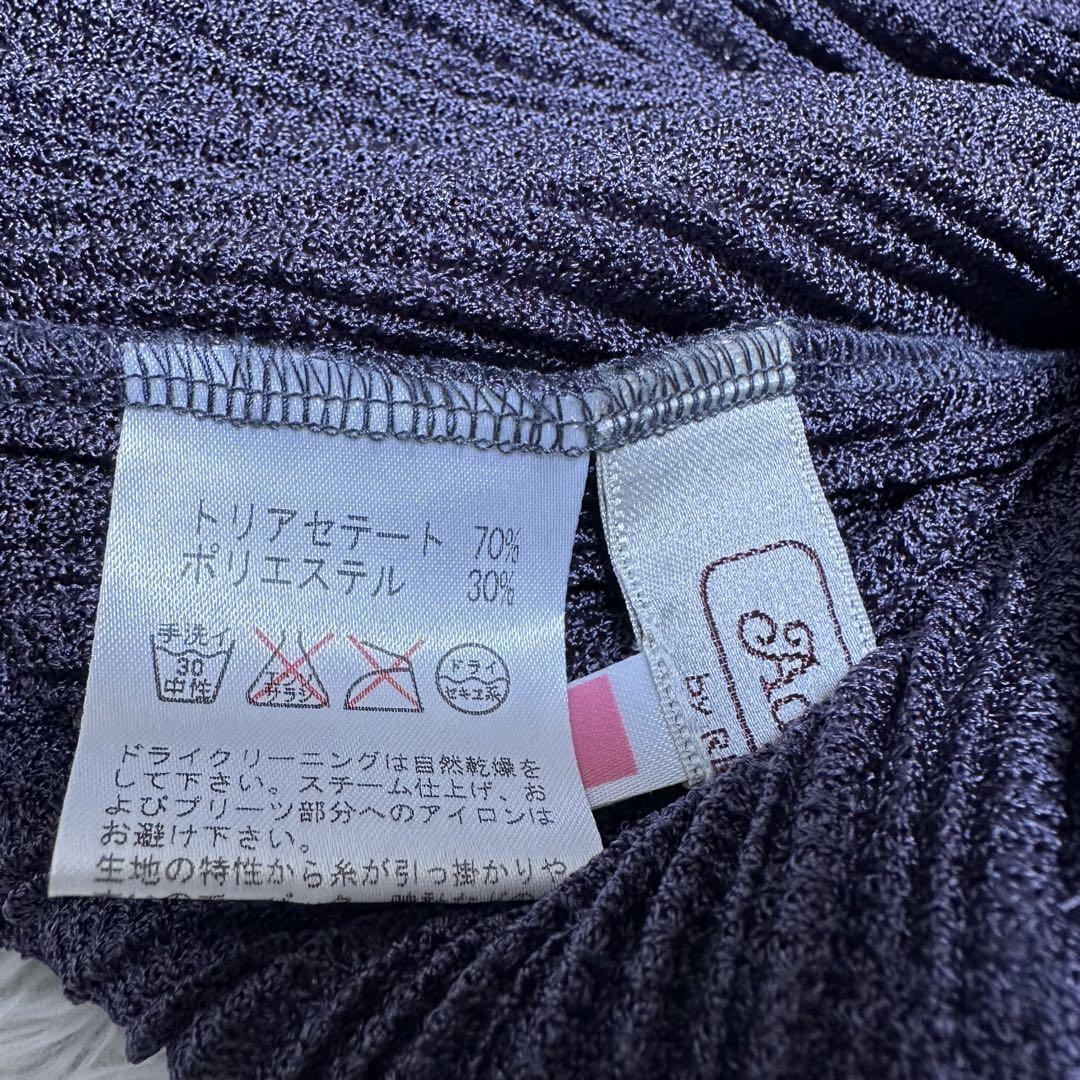 トリアセテート 70%
ポリエステル 30%
手洗イ
30
中性
サラシ
ドライ
セキユ系
ドライクリーニングは自然乾燥を
して下さい。スチーム仕上げ、お
よびプリーツ部分へのアイロンは
お避け下さい。
生地の特性から糸が引っ掛かりや
by